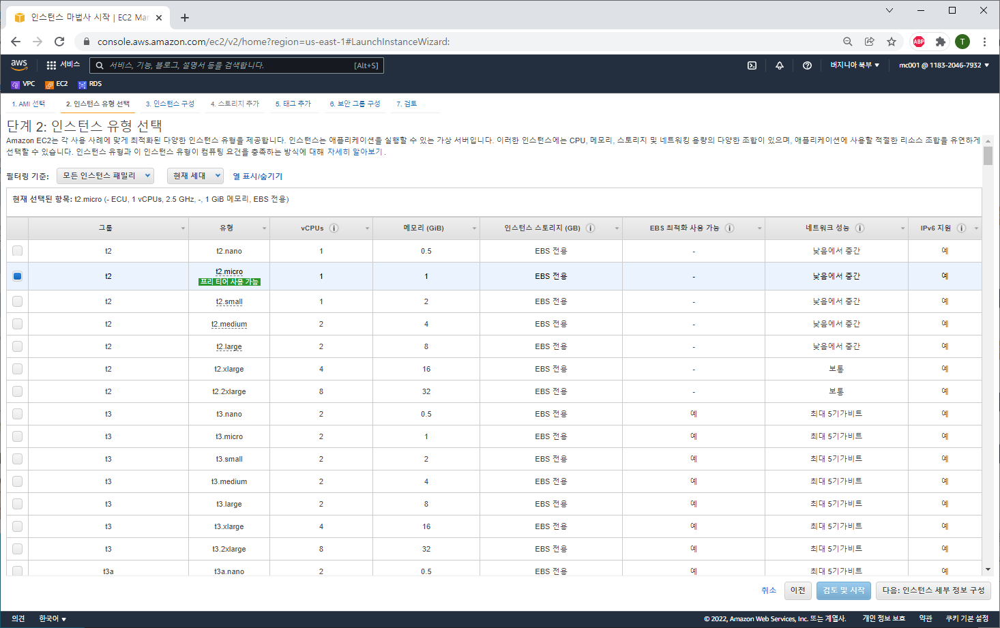 인스턴스 마법사 시작 | EC2 Mar
console.aws.amazon.com/ec2/v2/home?region=us-east-1#LaunchInstanceWizard:
ABP
T
aws
서비스
서비스, 기능, 블로그, 설명서 등을 검색합니다.
[Alt+S]
버지니아 북부
mc001 @ 1183-2046-7932
VPC EC2 RDS
1. AMI 선택 2. 인스턴스 유형 선택 3. 인스턴스 구성 4. 스토리지 추가 5. 태그 추가 6. 보안 그룹 구성 7. 검토
단계 2: 인스턴스 유형 선택
Amazon EC2는 각 사용 사례에 맞게 최적화된 다양한 인스턴스 유형을 제공합니다. 인스턴스는 애플리케이션을 실행할 수 있는 가상 서버입니다. 이러한 인스턴스에는 CPU, 메모리, 스토리지 및 네트워킹 용량의 다양한 조합이 있으며, 애플리케이션에 사용할 적절한 리소스 조합을 유연하게
선택할 수 있습니다. 인스턴스 유형과 이 인스턴스 유형이 컴퓨팅 요건을 충족하는 방식에 대해 자세히 알아보기.
필터링 기준: 모든 인스턴스 패밀리 현재 세대 열 표시/숨기기
현재 선택된 항목: t2.micro (- ECU, 1 vCPUs, 2.5 GHz, -, 1 GiB 메모리, EBS 전용)
그룹 유형 vCPUs 메모리 (GiB) 인스턴스 스토리지 (GB) EBS 최적화 사용 가능 네트워크 성능 IPv6 지원
t2 t2.nano 1 0.5 EBS 전용 - 낮음에서 중간 예
t2 t2.micro 1 1 EBS 전용 - 낮음에서 중간 예
프리 티어 사용 가능
t2 t2.small 1 2 EBS 전용 - 낮음에서 중간 예
t2 t2.medium 2 4 EBS 전용 - 낮음에서 중간 예
t2 t2.large 2 8 EBS 전용 - 낮음에서 중간 예
t2 t2.xlarge 4 16 EBS 전용 - 보통 예
t2 t2.2xlarge 8 32 EBS 전용 - 보통 예
t3 t3.nano 2 0.5 EBS 전용 예 최대 5기가비트 예
t3 t3.micro 2 1 EBS 전용 예 최대 5기가비트 예
t3 t3.small 2 2 EBS 전용 예 최대 5기가비트 예
t3 t3.medium 2 4 EBS 전용 예 최대 5기가비트 예
t3 t3.large 2 8 EBS 전용 예 최대 5기가비트 예
t3 t3.xlarge 4 16 EBS 전용 예 최대 5기가비트 예
t3 t3.2xlarge 8 32 EBS 전용 예 최대 5기가비트 예
t3a t3a.nano 2 0.5 EBS 전용 예 최대 5기가비트 예
취소 이전 검토 및 시작 다음: 인스턴스 세부 정보 구성
의견 한국어 © 2022, Amazon Web Services, Inc. 또는 계열사. 개인 정보 보호 약관 쿠키 기본 설정